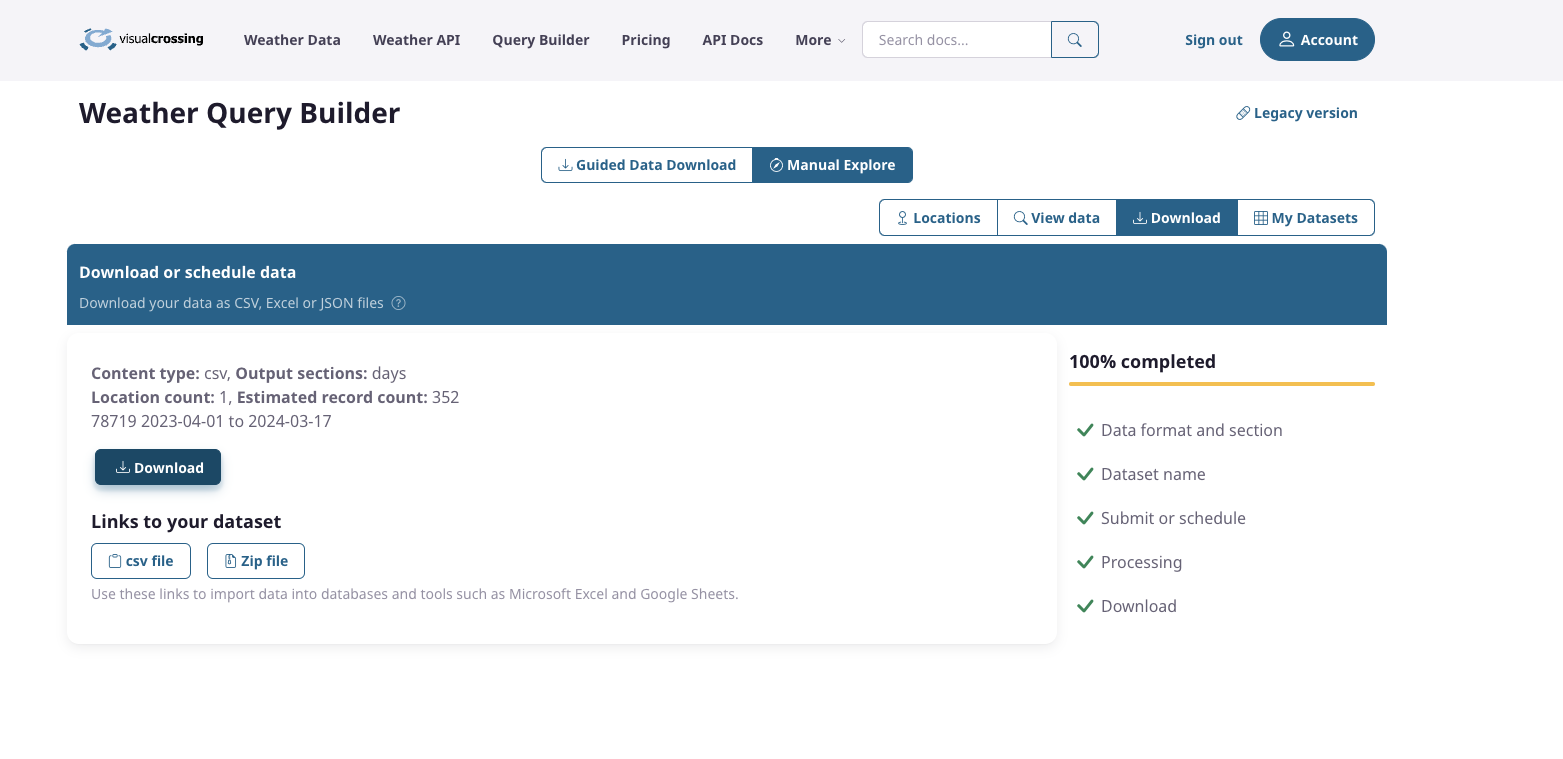 visualcrossing Weather Data Weather API Query Builder Pricing API Docs More Search docs... Sign out Account
Weather Query Builder Legacy version
Guided Data Download Manual Explore
Locations View data Download My Datasets
Download or schedule data
Download your data as CSV, Excel or JSON files ?
Content type: csv, Output sections: days
Location count: 1, Estimated record count: 352
78719 2023-04-01 to 2024-03-17
Download
Links to your dataset
csv file Zip file
Use these links to import data into databases and tools such as Microsoft Excel and Google Sheets.
100% completed
Data format and section
Dataset name
Submit or schedule
Processing
Download